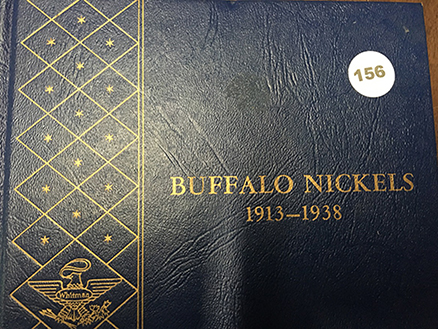 156
BUFFALO NICKELS
1913–1938
Whitman